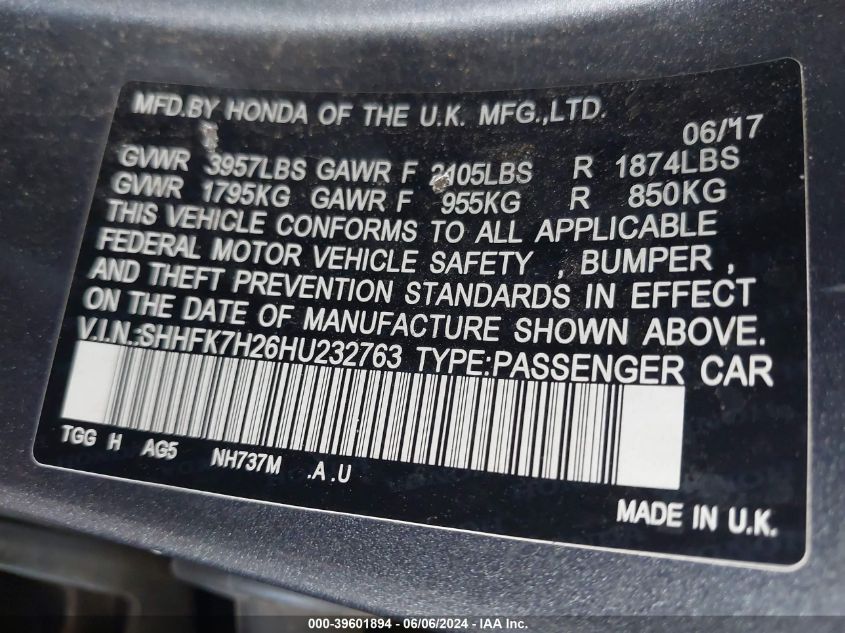 MFD.BY HONDA OF THE U.K. MFG.,LTD.
06/17
GVWR 3957LBS GAWR F 2105LBS R 1874LBS
GVWR 1795KG GAWR F 955KG R 850KG
THIS VEHICLE CONFORMS TO ALL APPLICABLE
FEDERAL MOTOR VEHICLE SAFETY , BUMPER ,
AND THEFT PREVENTION STANDARDS IN EFFECT
ON THE DATE OF MANUFACTURE SHOWN ABOVE.
V.I.N.:SHHFK7H26HU232763 TYPE:PASSENGER CAR
TGG H AG5 NH737M .A .U
MADE IN U.K.
000-39601894 - 06/06/2024 - IAA Inc.